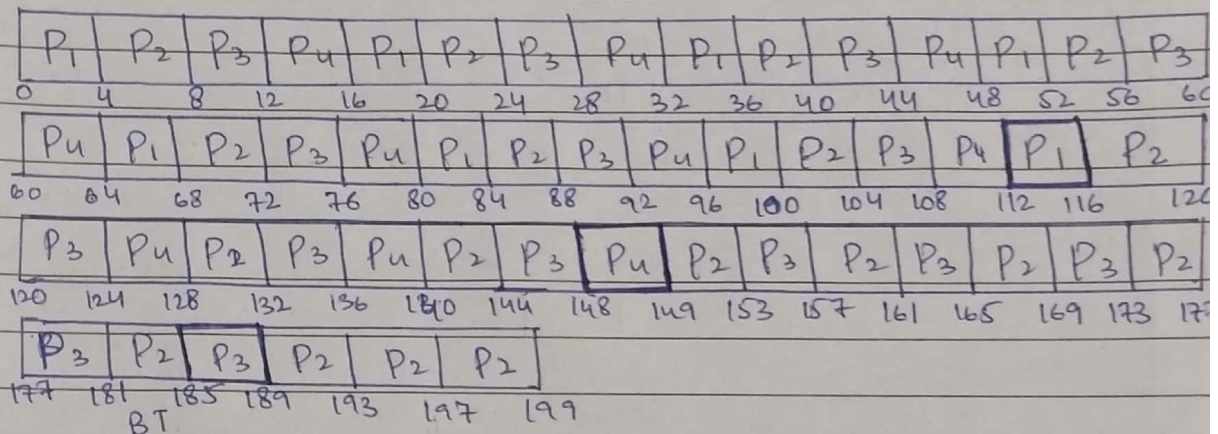 P1 P2 P3 P4 P1 P2 P3 P4 P1 P2 P3 P4 P1 P2 P3
0 4 8 12 16 20 24 28 32 36 40 44 48 52 56 60
P4 P1 P2 P3 P4 P1 P2 P3 P4 P1 P2 P3 P4 P1 P2
60 64 68 72 76 80 84 88 92 96 100 104 108 112 116 120
P3 P4 P2 P3 P4 P2 P3 P4 P2 P3 P2 P3 P2 P3 P2
120 124 128 132 136 140 144 148 149 153 157 161 165 169 173 177
P3 P2 P3 P2 P2 P2
177 181 185 189 193 197 199
BT